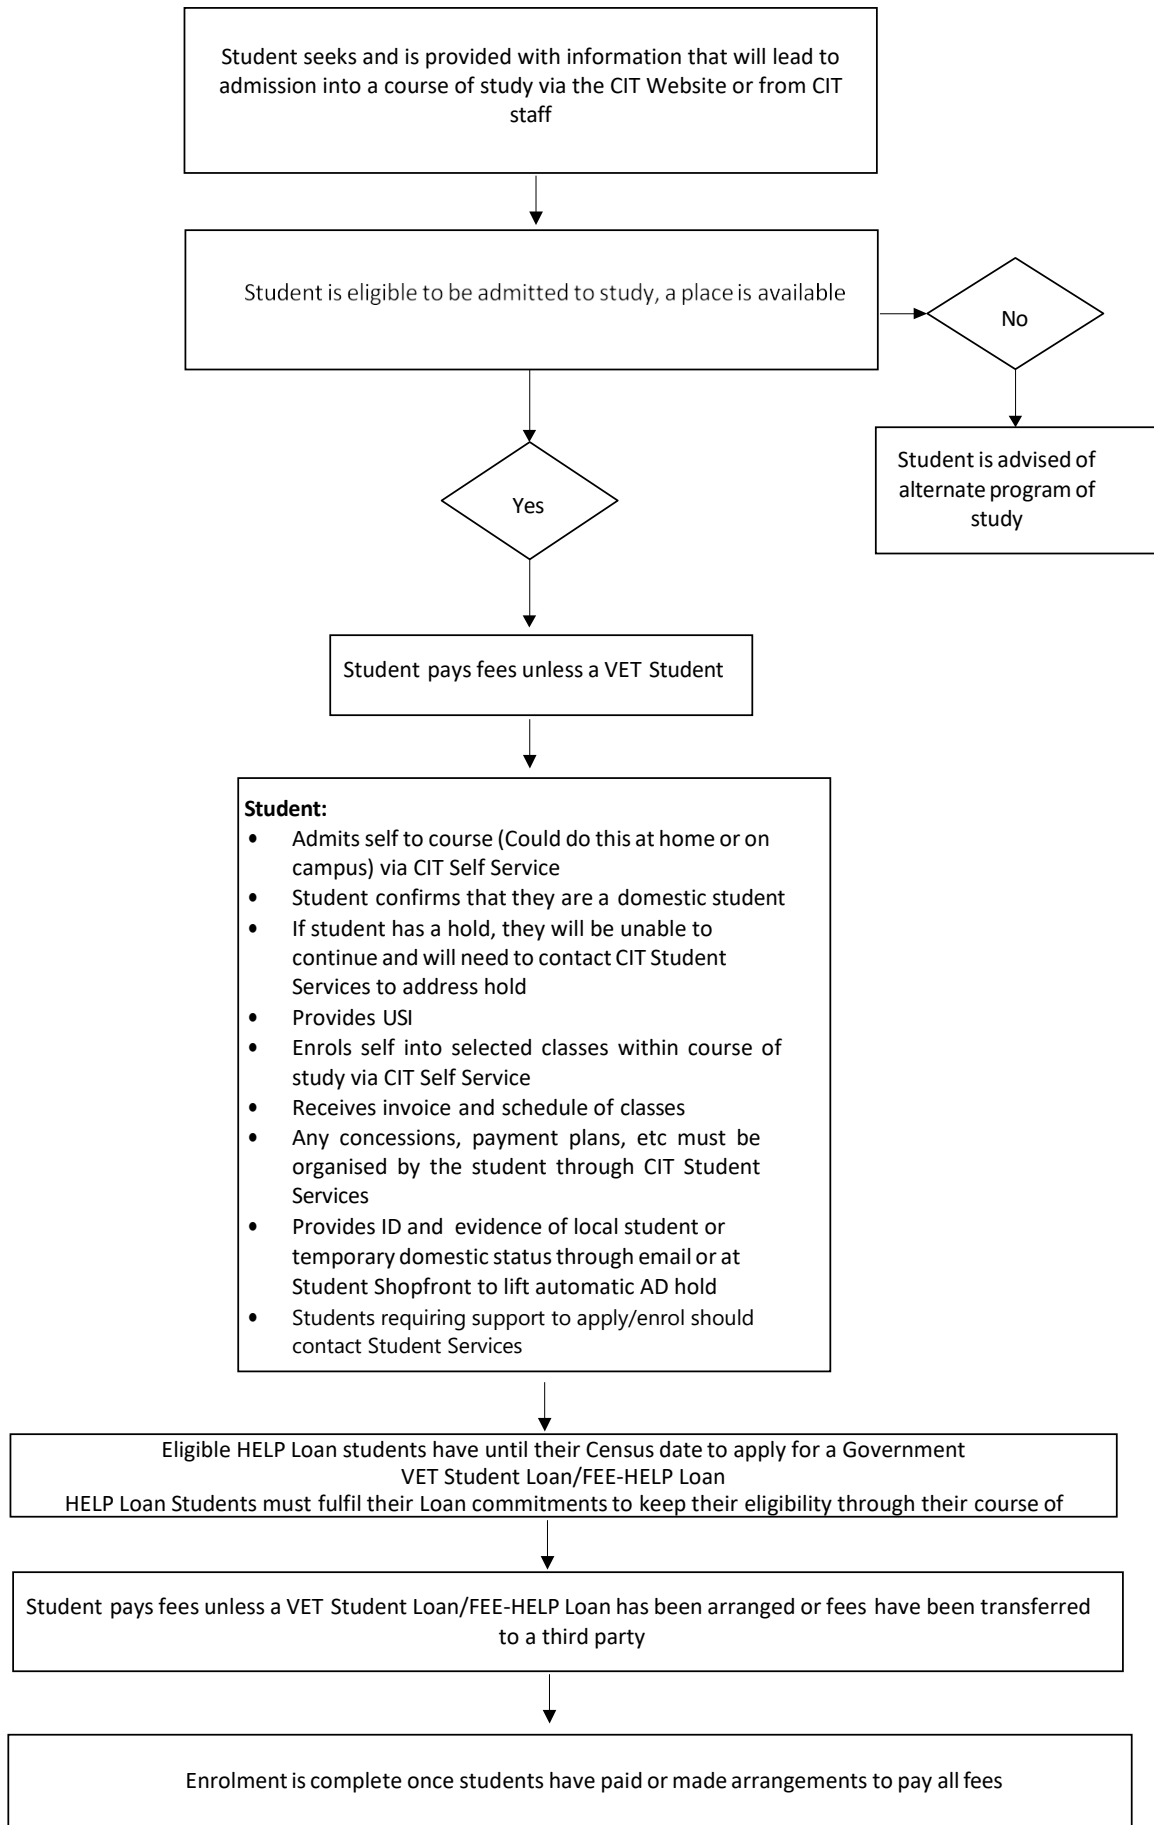 Student seeks and is provided with information that will lead to
admission into a course of study via the CIT Website or from CIT
staff
Student is eligible to be admitted to study, a place is available
No
Student is advised of
alternate program of
study
Yes
Student pays fees unless a VET Student
Student:
• Admits self to course (Could do this at home or on
campus) via CIT Self Service
• Student confirms that they are a domestic student
• If student has a hold, they will be unable to
continue and will need to contact CIT Student
Services to address hold
• Provides USI
• Enrols self into selected classes within course of
study via CIT Self Service
• Receives invoice and schedule of classes
• Any concessions, payment plans, etc must be
organised by the student through CIT Student
Services
• Provides ID and evidence of local student or
temporary domestic status through email or at
Student Shopfront to lift automatic AD hold
• Students requiring support to apply/enrol should
contact Student Services
Eligible HELP Loan students have until their Census date to apply for a Government
VET Student Loan/FEE-HELP Loan
HELP Loan Students must fulfil their Loan commitments to keep their eligibility through their course of
Student pays fees unless a VET Student Loan/FEE-HELP Loan has been arranged or fees have been transferred
to a third party
Enrolment is complete once students have paid or made arrangements to pay all fees